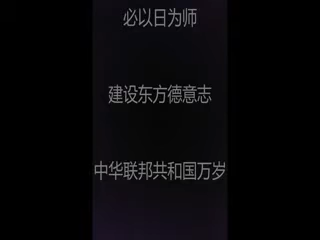 必以日为师
建设东方德意志
中华联邦共和国万岁